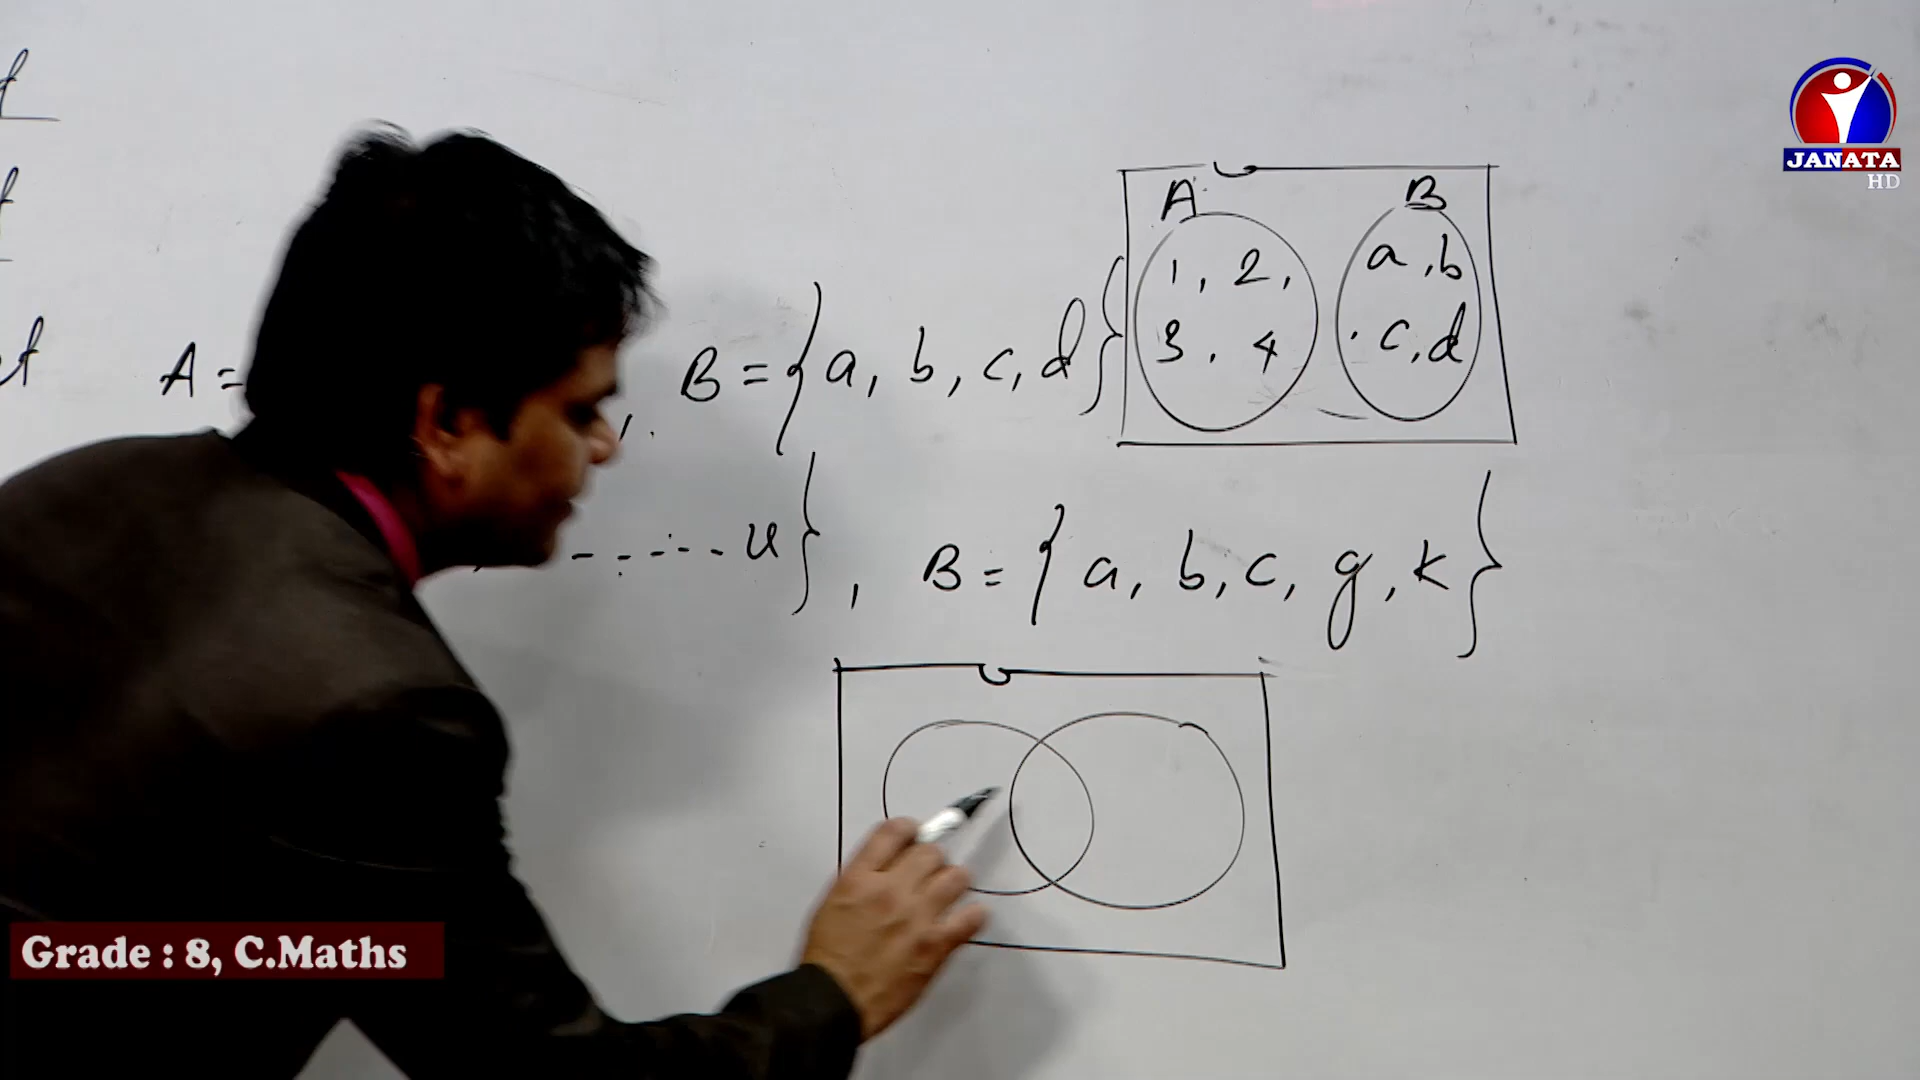 JANATA
HD
A B
1, 2,
3, 4
a, b
c, d
A =
, B = {a, b, c, d}
u}, B = {a, b, c, g, k}
Grade : 8, C.Maths